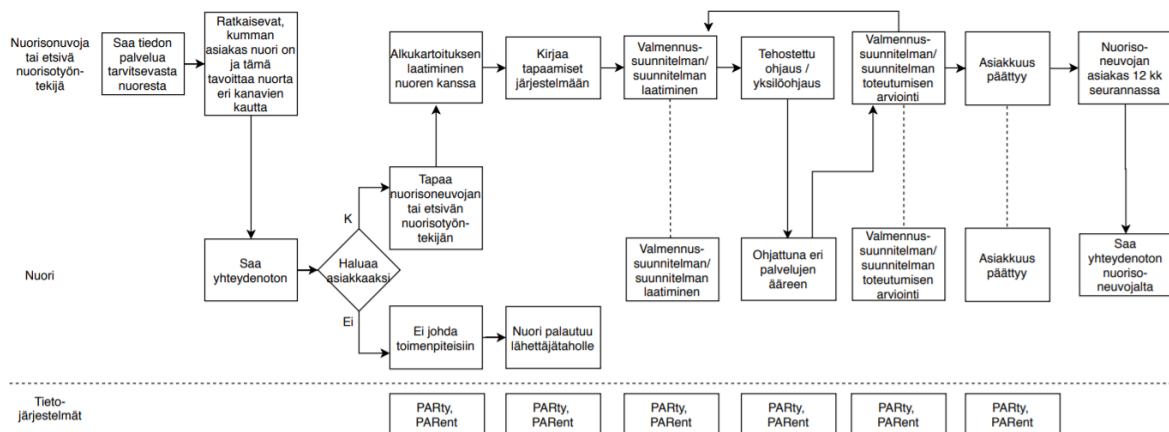 Nuorisonuvoja
tai etsivä
nuorisotyön-
tekijä
Saa tiedon
palvelua
tarvitsevasta
nuoresta
Ratkaisevat,
kumman
asiakas nuori on
ja tämä
tavoittaa nuorta
eri kanavien
kautta
Alkukartoituksen
laatiminen
nuoren kanssa
Kirjaa
tapaamiset
järjestelmään
Valmennus-
suunnitelman/
suunnitelman
laatiminen
Tehostettu
ohjaus /
yksilöohjaus
Valmennus-
suunnitelman/
suunnitelman
toteutumisen
arviointi
Asiakkuus
päättyy
Nuoriso-
neuvojan
asiakas 12 kk
seurannassa
Nuori
Saa
yhteydenoton
Haluaa
asiakkaaksi
K
Tapaa
nuorisoneuvojan
tai etsivän
nuorisotyön-
tekijän
Ei
Ei johda
toimenpiteisiin
Nuori palautuu
lähettäjätaholle
Valmennus-
suunnitelman/
suunnitelman
laatiminen
Ohjattuna eri
palvelujen
ääreen
Valmennus-
suunnitelman/
suunnitelman
toteutumisen
arviointi
Asiakkuus
päättyy
Saa
yhteydenoton
nuoriso-
neuvojalta
Tieto-
järjestelmät
PARty,
PARent
PARty,
PARent
PARty,
PARent
PARty,
PARent
PARty,
PARent
PARty,
PARent